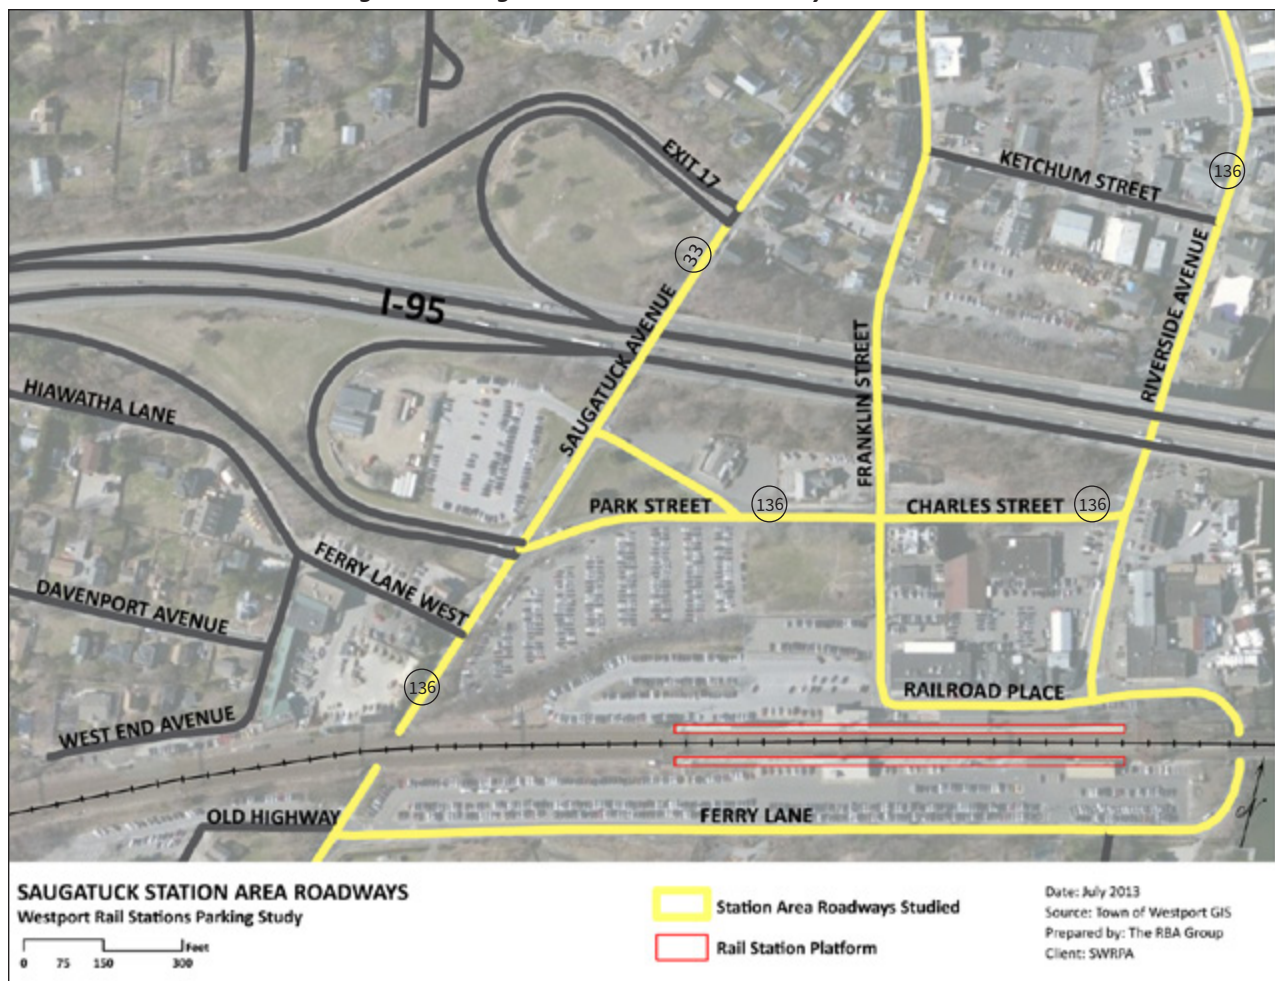 EXIT 17
KETCHUM STREET
136
33
I-95
SAUGATUCK AVENUE
FRANKLIN STREET
RIVERSIDE AVENUE
HIAWATHA LANE
PARK STREET
136
CHARLES STREET
136
FERRY LANE WEST
DAVENPORT AVENUE
136
RAILROAD PLACE
WEST END AVENUE
OLD HIGHWAY
FERRY LANE
N
SAUGATUCK STATION AREA ROADWAYS
Westport Rail Stations Parking Study
Feet
0 75 150 300
Station Area Roadways Studied
Rail Station Platform
Date: July 2013
Source: Town of Westport GIS
Prepared by: The RBA Group
Client: SWRPA